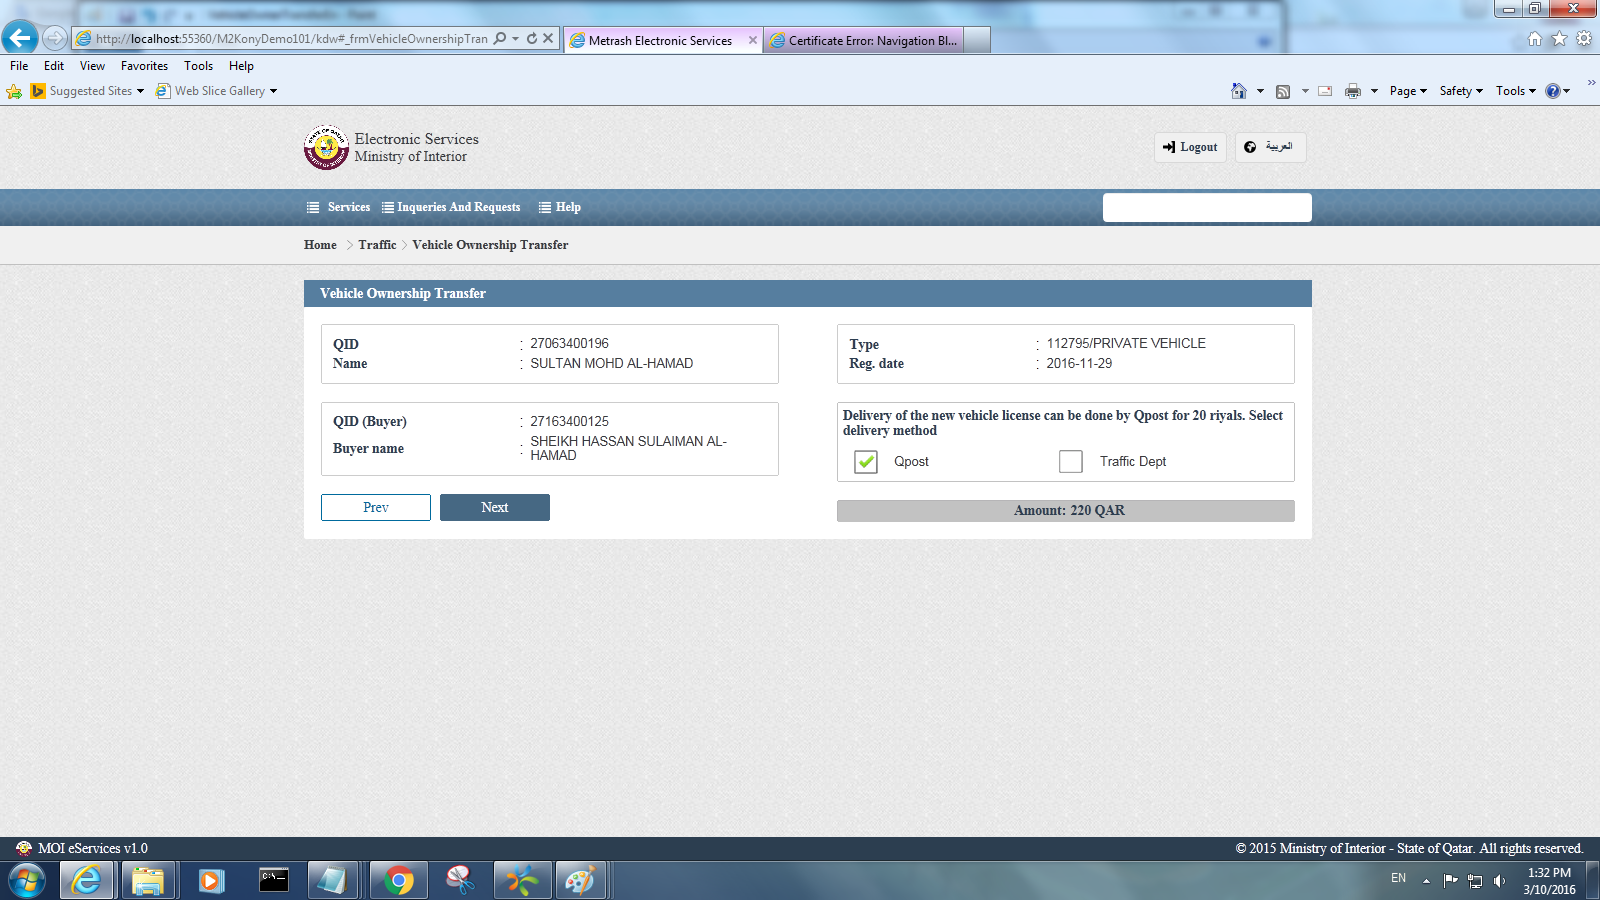 http://localhost:55360/M2KonyDemo101/kdw#_frmVehicleOwnershipTran
Metrash Electronic Services
Certificate Error: Navigation Bl...
File Edit View Favorites Tools Help
Suggested Sites Web Slice Gallery
Page Safety Tools
Electronic Services
Ministry of Interior
Logout
العربية
Services Inqueries And Requests Help
Home Traffic Vehicle Ownership Transfer
Vehicle Ownership Transfer
QID : 27063400196
Name : SULTAN MOHD AL-HAMAD
Type : 112795/PRIVATE VEHICLE
Reg. date : 2016-11-29
QID (Buyer) : 27163400125
Buyer name : SHEIKH HASSAN SULAIMAN AL-
HAMAD
Delivery of the new vehicle license can be done by Qpost for 20 riyals. Select
delivery method
Qpost Traffic Dept
Prev Next
Amount: 220 QAR
MOI eServices v1.0
© 2015 Ministry of Interior - State of Qatar. All rights reserved.
EN
1:32 PM
3/10/2016